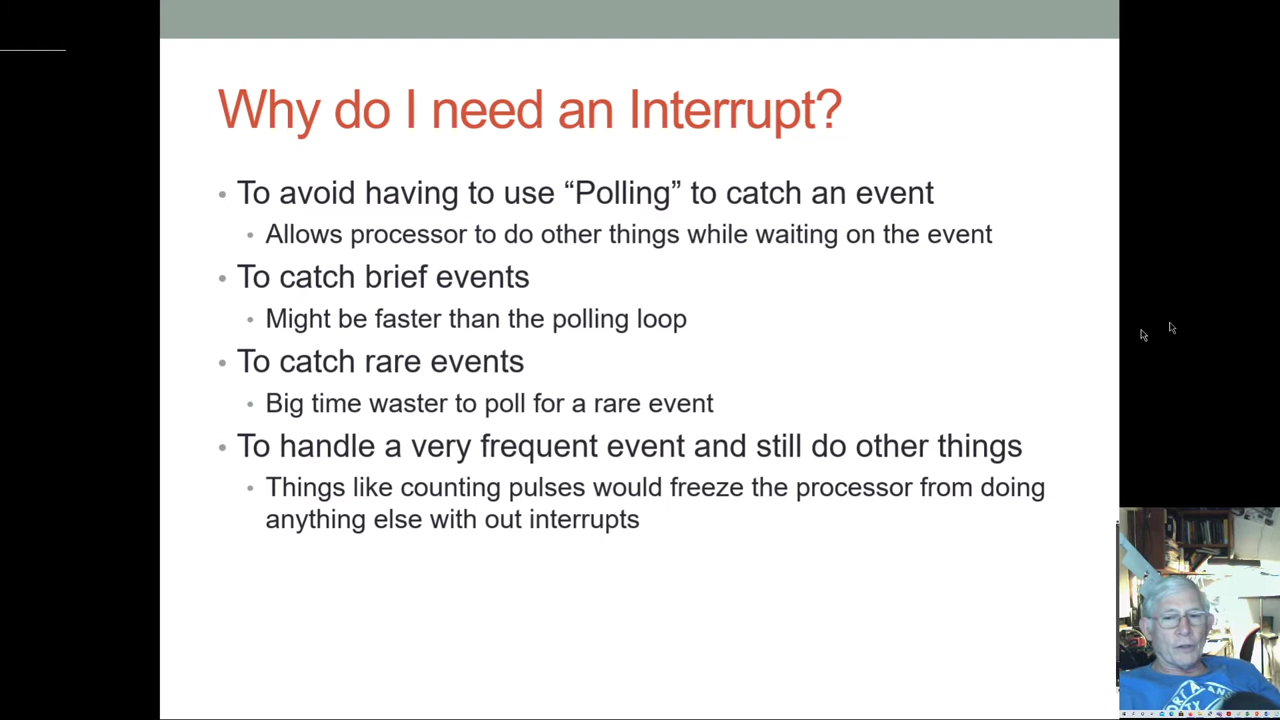 Why do I need an Interrupt?
• To avoid having to use “Polling” to catch an event
• Allows processor to do other things while waiting on the event
• To catch brief events
• Might be faster than the polling loop
• To catch rare events
• Big time waster to poll for a rare event
• To handle a very frequent event and still do other things
• Things like counting pulses would freeze the processor from doing
anything else with out interrupts